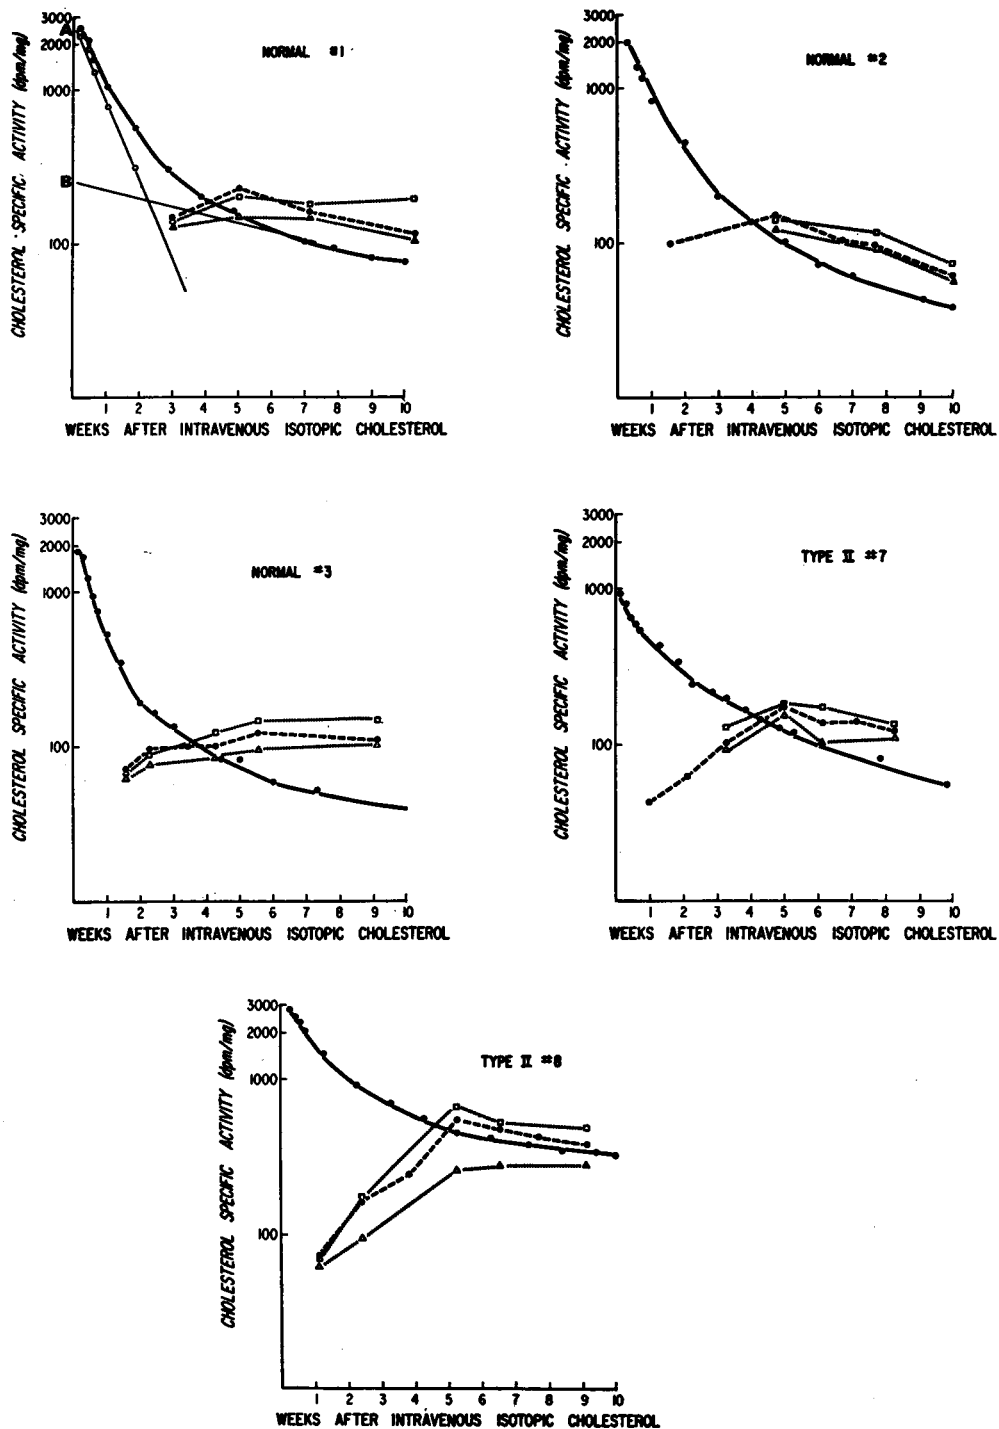 NORMAL #1
CHOLESTEROL SPECIFIC ACTIVITY (dpm/mg)
3000
A
2000
1000
B
100
1 2 3 4 5 6 7 8 9 10
WEEKS AFTER INTRAVENOUS ISOTOPIC CHOLESTEROL
NORMAL #2
CHOLESTEROL SPECIFIC ACTIVITY (dpm/mg)
3000
2000
1000
100
1 2 3 4 5 6 7 8 9 10
WEEKS AFTER INTRAVENOUS ISOTOPIC CHOLESTEROL
NORMAL #3
CHOLESTEROL SPECIFIC ACTIVITY (dpm/mg)
3000
2000
1000
100
1 2 3 4 5 6 7 8 9 10
WEEKS AFTER INTRAVENOUS ISOTOPIC CHOLESTEROL
TYPE II #7
CHOLESTEROL SPECIFIC ACTIVITY (dpm/mg)
3000
2000
1000
100
1 2 3 4 5 6 7 8 9 10
WEEKS AFTER INTRAVENOUS ISOTOPIC CHOLESTEROL
TYPE II #8
CHOLESTEROL SPECIFIC ACTIVITY (dpm/mg)
3000
2000
1000
100
1 2 3 4 5 6 7 8 9 10
WEEKS AFTER INTRAVENOUS ISOTOPIC CHOLESTEROL